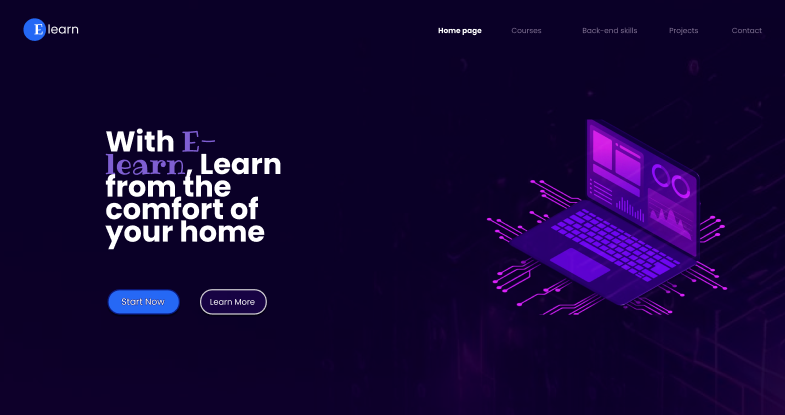 E learn
Home page
Courses
Back-end skills
Projects
Contact
With E-
learn, Learn
from the
comfort of
your home
Start Now
Learn More